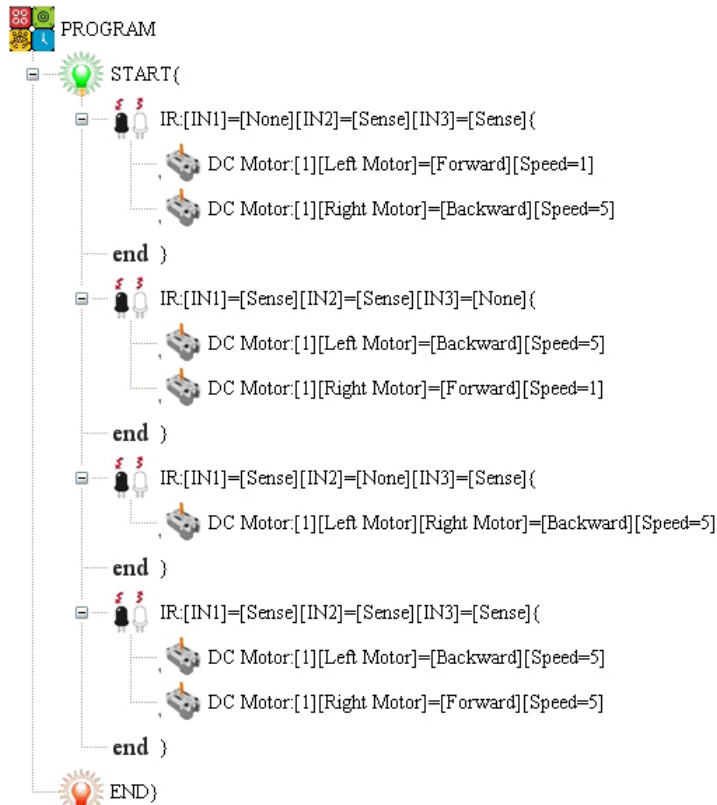 PROGRAM
START{
IR:[IN1]=[None][IN2]=[Sense][IN3]=[Sense]{
DC Motor:[1][Left Motor]=[Forward][Speed=1]
DC Motor:[1][Right Motor]=[Backward][Speed=5]
end }
IR:[IN1]=[Sense][IN2]=[Sense][IN3]=[None]{
DC Motor:[1][Left Motor]=[Backward][Speed=5]
DC Motor:[1][Right Motor]=[Forward][Speed=1]
end }
IR:[IN1]=[Sense][IN2]=[None][IN3]=[Sense]{
DC Motor:[1][Left Motor][Right Motor]=[Backward][Speed=5]
end }
IR:[IN1]=[Sense][IN2]=[Sense][IN3]=[Sense]{
DC Motor:[1][Left Motor]=[Backward][Speed=5]
DC Motor:[1][Right Motor]=[Forward][Speed=5]
end }
END}